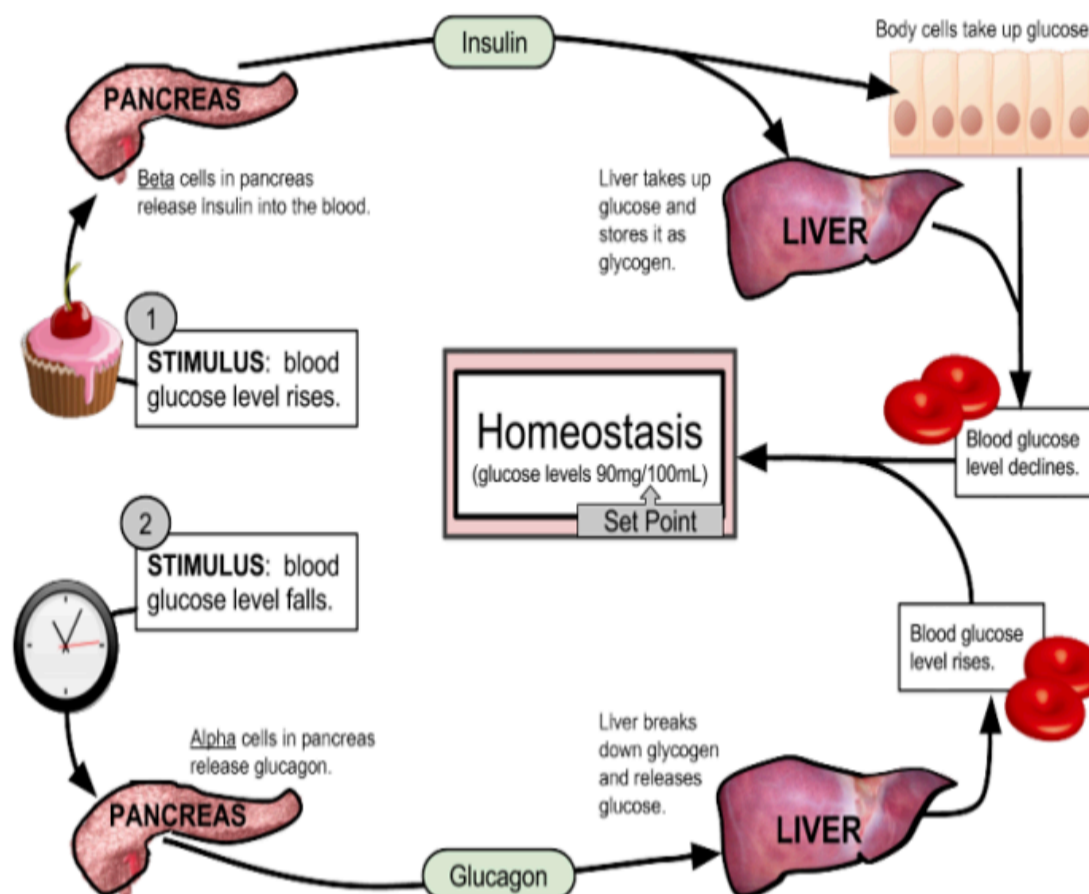 Insulin
Body cells take up glucose
PANCREAS
Beta cells in pancreas
release Insulin into the blood.
Liver takes up
glucose and
stores it as
glycogen.
LIVER
1
STIMULUS: blood
glucose level rises.
Homeostasis
(glucose levels 90mg/100mL)
Set Point
Blood glucose
level declines.
2
STIMULUS: blood
glucose level falls.
Blood glucose
level rises.
Alpha cells in pancreas
release glucagon.
PANCREAS
Liver breaks
down glycogen
and releases
glucose.
LIVER
Glucagon